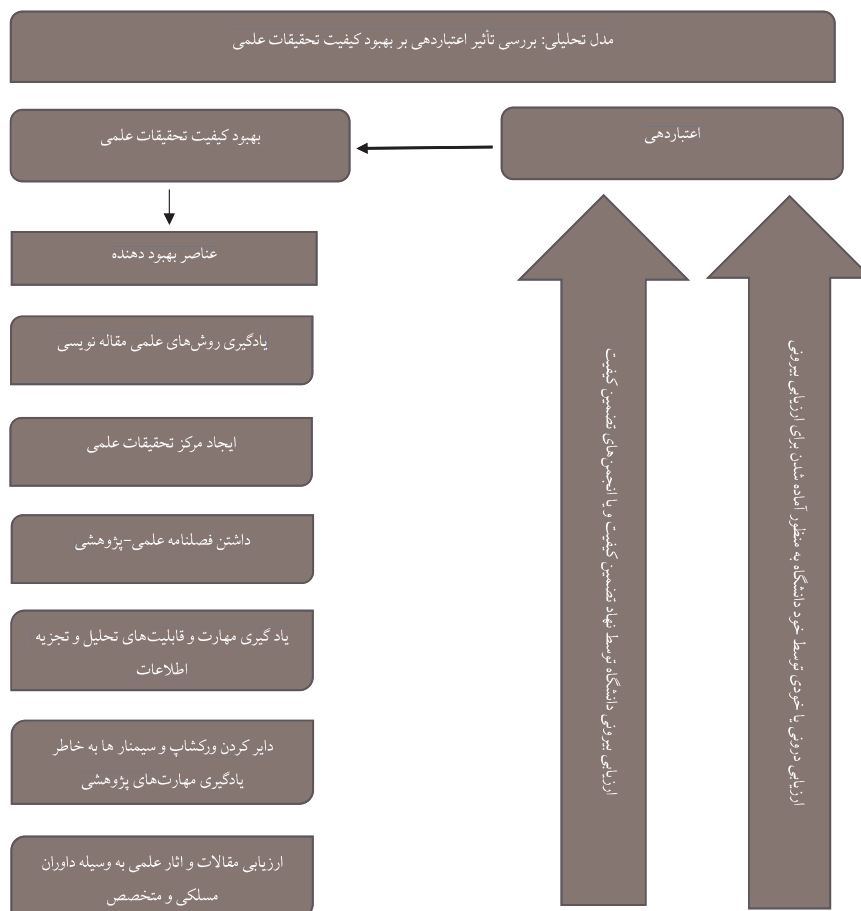 مدل تحلیلی: بررسی تأثیر اعتباردهی بر بهبود کیفیت تحقیقات علمی
اعتباردهی
بهبود کیفیت تحقیقات علمی
عناصر بهبود دهنده
یادگیری روش‌های علمی مقاله نویسی
ایجاد مرکز تحقیقات علمی
داشتن فصلنامه علمی-پژوهشی
یاد گیری مهارت و قابلیت‌های تحلیل و تجزیه
اطلاعات
دایر کردن ورکشاپ و سیمنار ها به خاطر
یادگیری مهارت‌های پژوهشی
ارزیابی مقالات و اثار علمی به وسیله داوران
مسلکی و متخصص
ارزیابی درونی یا خودی توسط خود دانشگاه به منظور آماده شدن برای ارزیابی بیرونی
ارزیابی بیرونی دانشگاه توسط نهاد تضمین کیفیت و یا انجمن‌های تضمین کیفیت